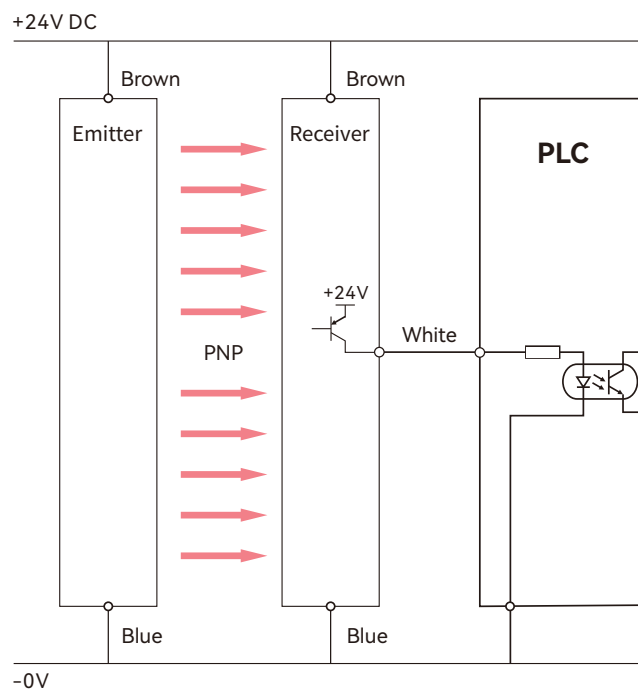 +24V DC
Brown
Brown
Emitter
Receiver
PLC
+24V
White
PNP
Blue
Blue
-0V